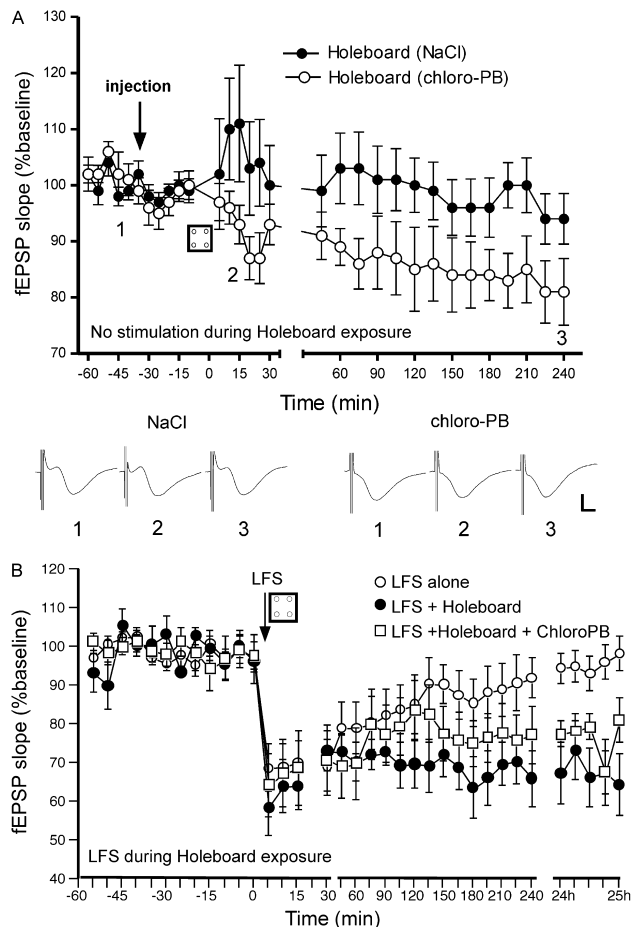 A
fEPSP slope (%baseline)
130
120
110
100
90
80
70
Holeboard (NaCl)
Holeboard (chloro-PB)
injection
1
2
3
No stimulation during Holeboard exposure
-60 -45 -30 -15 0 15 30 60 90 120 150 180 210 240
Time (min)
NaCl chloro-PB
1 2 3 1 2 3
B
fEPSP slope (%baseline)
120
110
100
90
80
70
60
50
40
LFS
LFS alone
LFS + Holeboard
LFS +Holeboard + ChloroPB
LFS during Holeboard exposure
-60 -45 -30 -15 0 15 30 60 90 120 150 180 210 240 24h 25h
Time (min)